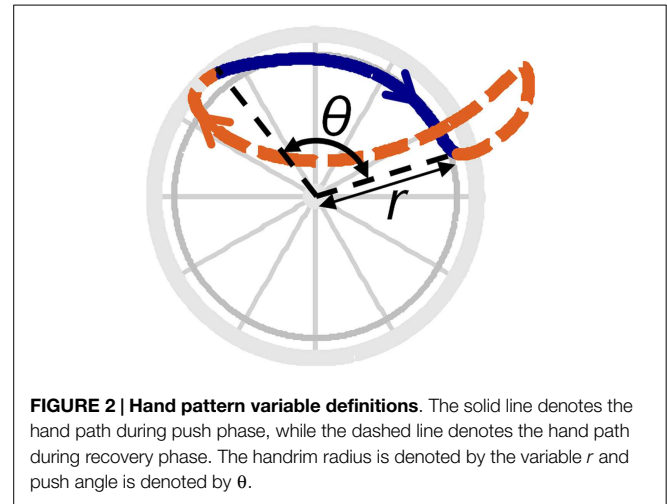 θ
r
FIGURE 2 | Hand pattern variable definitions. The solid line denotes the
hand path during push phase, while the dashed line denotes the hand path
during recovery phase. The handrim radius is denoted by the variable r and
push angle is denoted by θ.